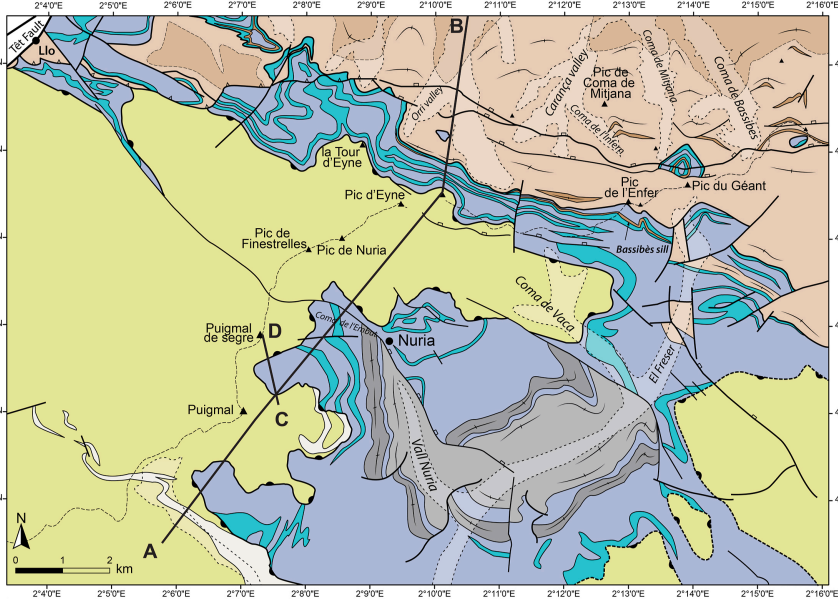 2°4'0"E
2°5'0"E
2°6'0"E
2°7'0"E
2°8'0"E
2°9'0"E
2°10'0"E
2°11'0"E
2°12'0"E
2°13'0"E
2°14'0"E
2°15'0"E
2°16'0"E
Têt Fault
Llo
B
Orri valley
Carança valley
Pic de
Coma de
Mitjana
Coma de l'Infern
Coma de Mitjana
Coma de Bassibes
la Tour
d'Eyne
Pic d'Eyne
Pic
de l'Enfer
Pic du Géant
Pic de
Finestrelles
Pic de Nuria
Bassibès sill
Coma de Vaca
Coma de l'Embut
Puigmal
de segre
D
Nuria
El Freser
Puigmal
C
Vall Nuria
A
N
0
1
2
km
2°4'0"E
2°5'0"E
2°6'0"E
2°7'0"E
2°8'0"E
2°9'0"E
2°10'0"E
2°11'0"E
2°12'0"E
2°13'0"E
2°14'0"E
2°15'0"E
2°16'0"E